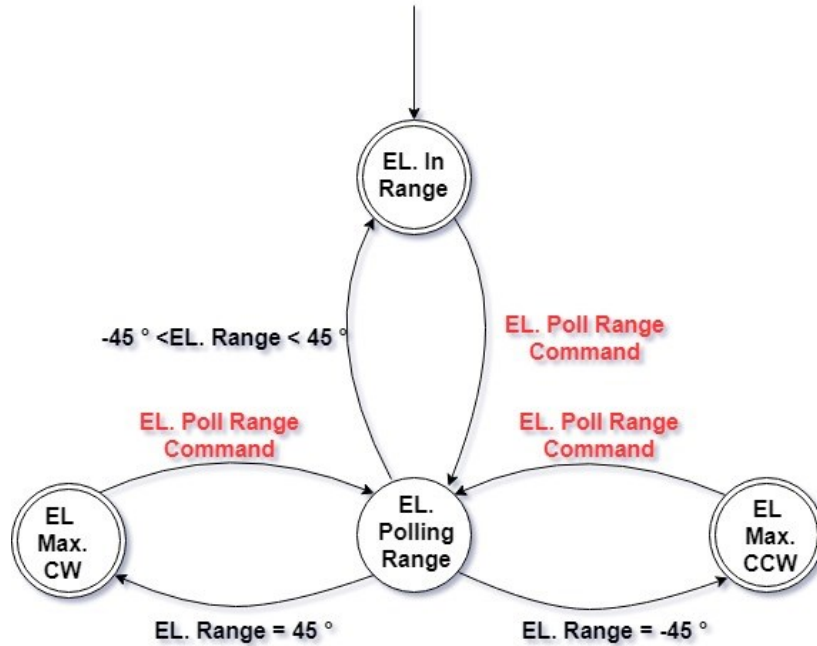 EL. In
Range
-45 ° <EL. Range < 45 °
EL. Poll Range
Command
EL. Poll Range
Command
EL. Poll Range
Command
EL
Max.
CW
EL.
Polling
Range
EL
Max.
CCW
EL. Range = 45 °
EL. Range = -45 °